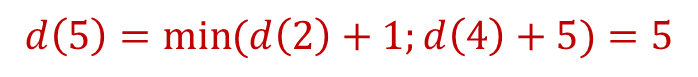 d(5) = min(d(2) + 1; d(4) + 5) = 5